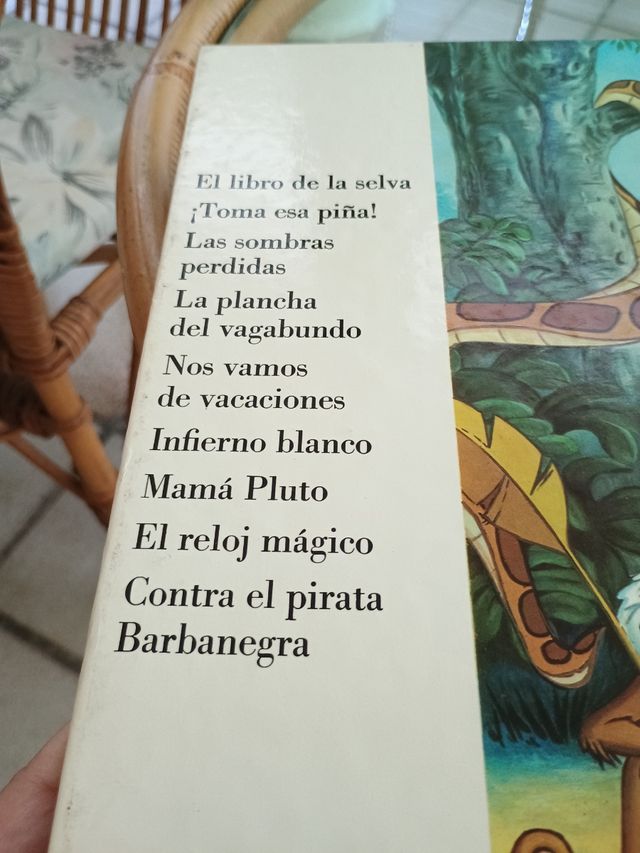 El libro de la selva
¡Toma esa piña!
Las sombras
perdidas
La plancha
del vagabundo
Nos vamos
de vacaciones
Infierno blanco
Mamá Pluto
El reloj mágico
Contra el pirata
Barbanegra